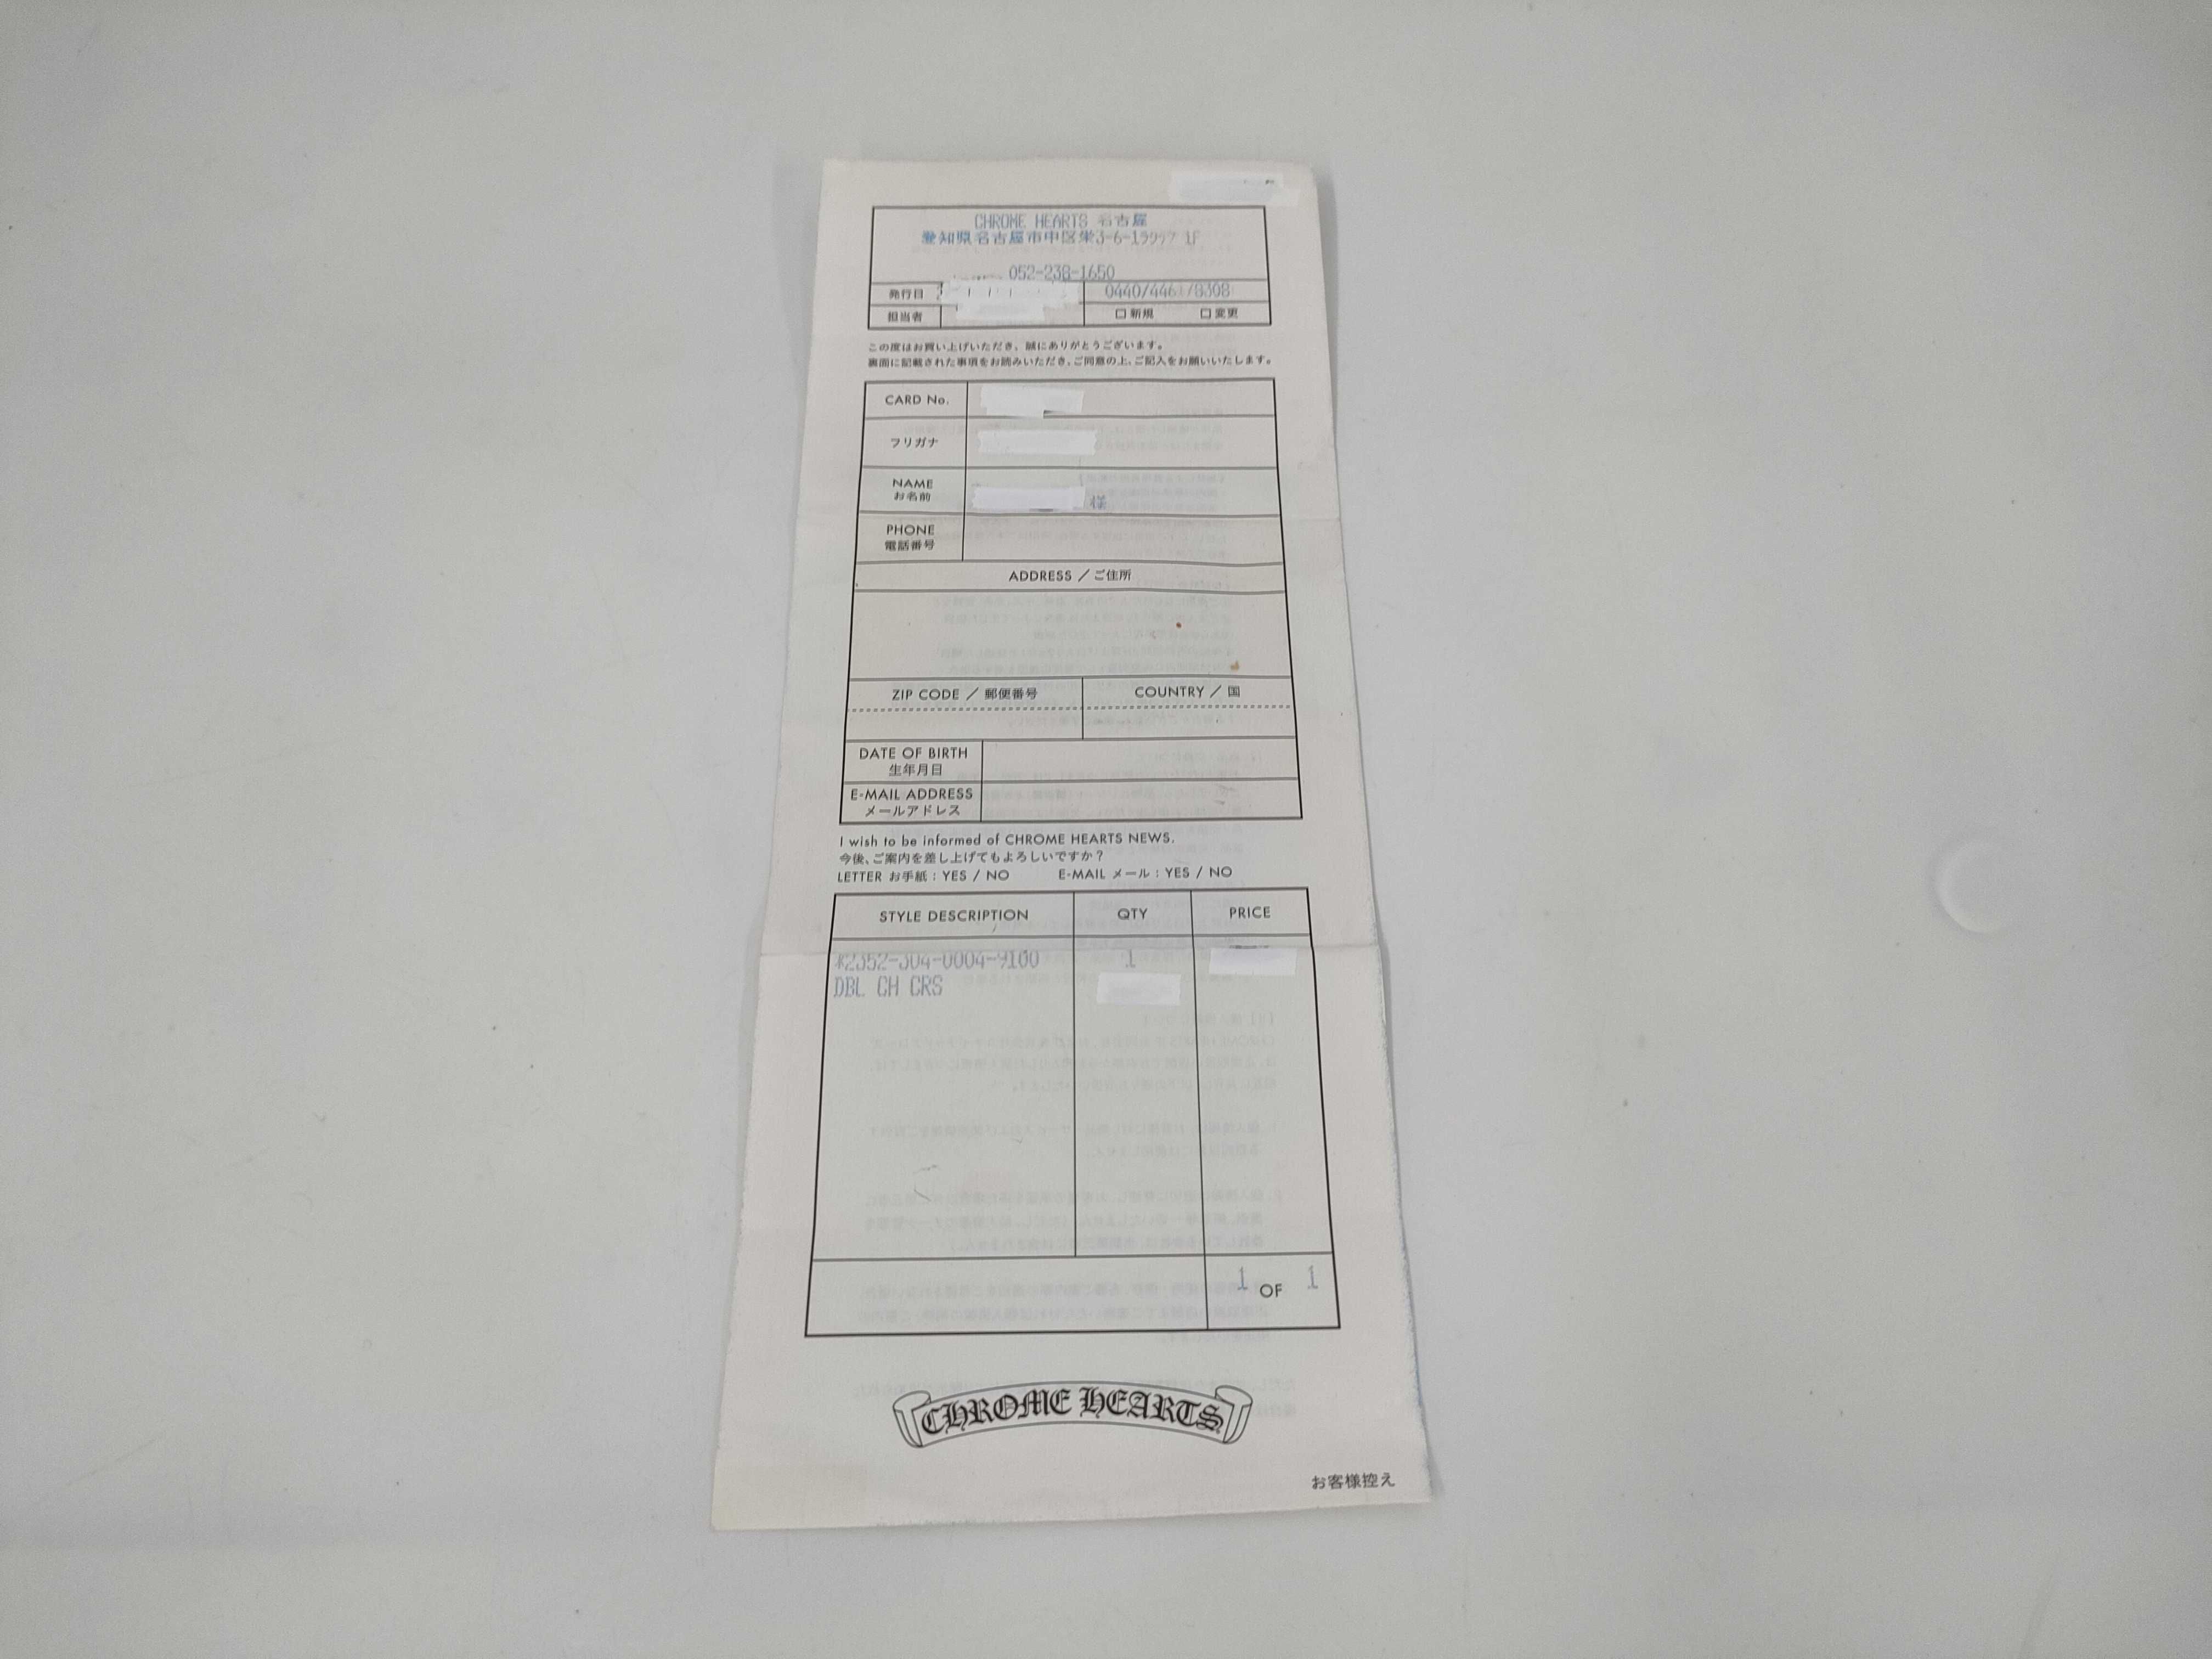 CHROME HEARTS 名古屋
愛知県名古屋市中区栄3-6-1ラシック 1F
052-238-1650
発行日
0440/446 /8308
担当者 □ 新規 □ 変更
この度はお買い上げいただき、誠にありがとうございます。
裏面に記載された事項をお読みいただき、ご同意の上、ご記入をお願いいたします。
CARD No.
フリガナ
NAME
お名前
様
PHONE
電話番号
ADDRESS / ご住所
ZIP CODE / 郵便番号 COUNTRY / 国
DATE OF BIRTH
生年月日
E-MAIL ADDRESS
メールアドレス
I wish to be informed of CHROME HEARTS NEWS.
今後、ご案内を差し上げてもよろしいですか?
LETTER お手紙 : YES / NO E-MAIL メール : YES / NO
STYLE DESCRIPTION QTY PRICE
*2352-304-0004-9100 1
DBL CH CRS
1 OF 1
CHROME HEARTS
お客様控え